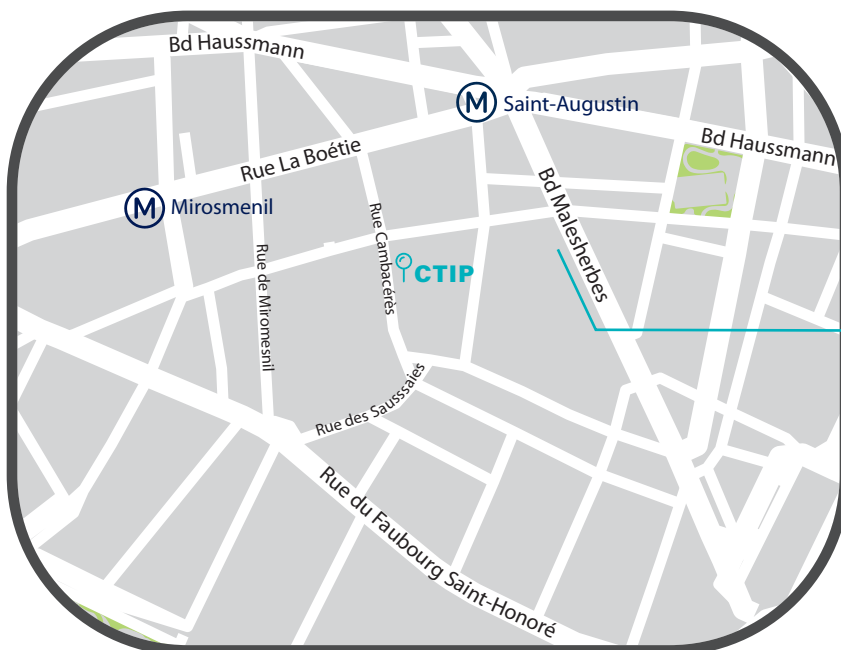 Bd Haussmann
M Saint-Augustin
Bd Haussmann
Rue La Boétie
Bd Malesherbes
M Mirosmenil
Rue Cambacérès
Rue de Miromesnil
CTIP
Rue des Sausssaies
Rue du Faubourg Saint-Honoré